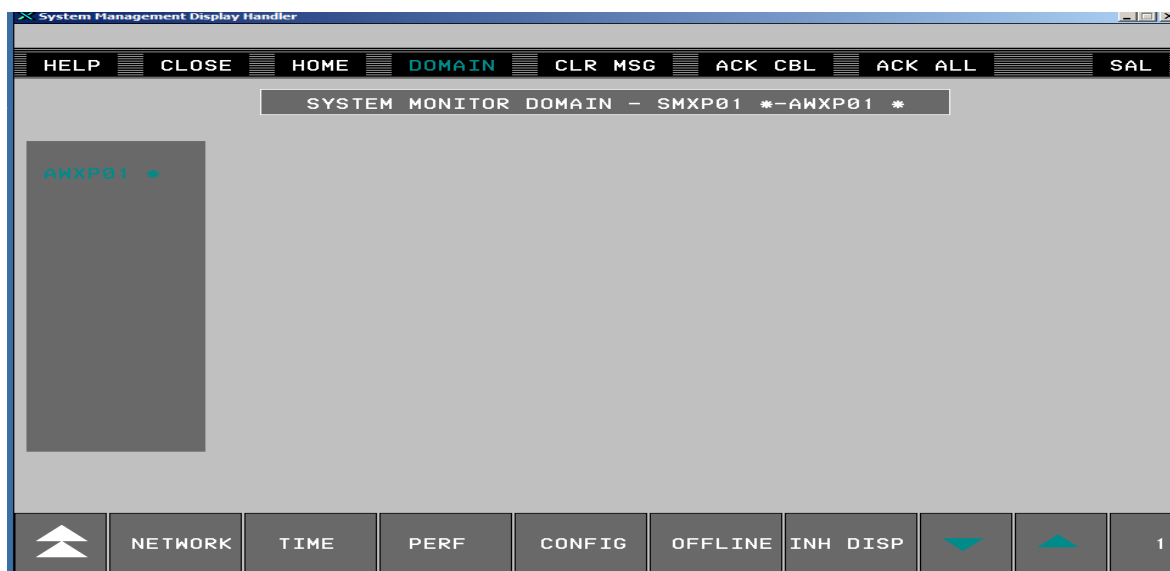 System Management Display Handler
HELP CLOSE HOME DOMAIN CLR MSG ACK CBL ACK ALL SAL
SYSTEM MONITOR DOMAIN - SMXP01 *-AWXP01 *
AWXP01 *
NETWORK TIME PERF CONFIG OFFLINE INH DISP 1